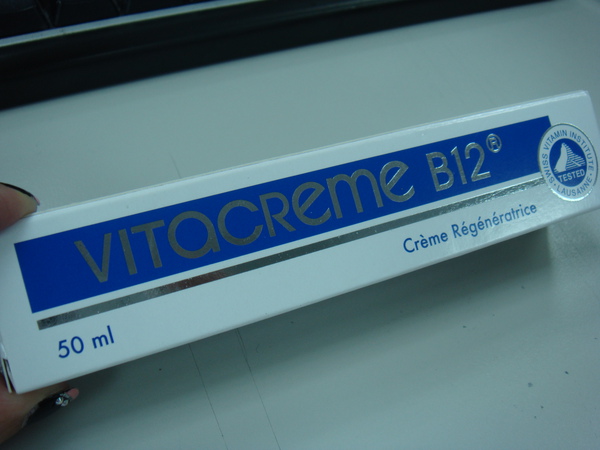 VITACREME B12®
Crème Régénératrice
50 ml
SWISS VITAMIN INSTITUTE
TESTED
LAUSANNE